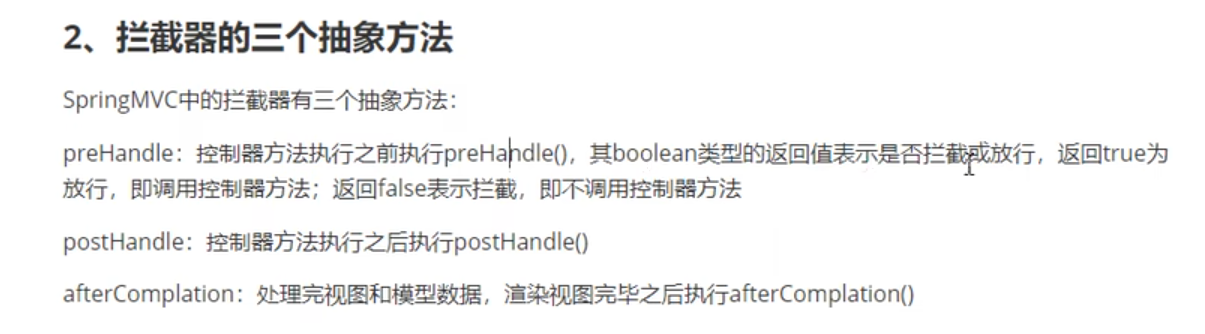 2、拦截器的三个抽象方法
SpringMVC中的拦截器有三个抽象方法：
preHandle：控制器方法执行之前执行preHandle()，其boolean类型的返回值表示是否拦截或放行，返回true为
放行，即调用控制器方法；返回false表示拦截，即不调用控制器方法
postHandle：控制器方法执行之后执行postHandle()
afterComplation：处理完视图和模型数据，渲染视图完毕之后执行afterComplation()